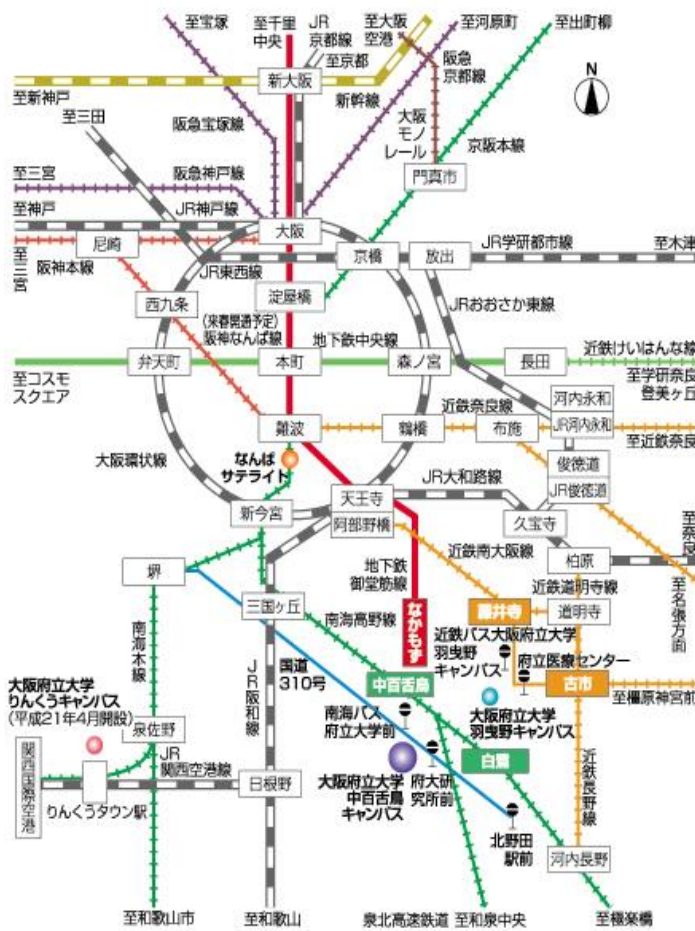 至宝塚
至千里
中央
JR
京都線
至京都
至大阪
空港
至河原町
至出町柳
阪急
京都線
新大阪
至新神戸
新幹線
N
至三田
阪急宝塚線
大阪
モノ
レール
京阪本線
門真市
至三宮
阪急神戸線
至神戸
JR神戸線
大阪
尼崎
京橋
放出
JR学研都市線
至木津
至三宮
阪神本線
JR東西線
淀屋橋
JRおおさか東線
西九条
(来春開通予定)
阪神なんば線
地下鉄中央線
弁天町
本町
森ノ宮
長田
近鉄けいはんな線
至コスモ
スクエア
至学研奈良
登美ヶ丘
河内永和
JR河内永和
近鉄奈良線
難波
鶴橋
布施
至近鉄奈良
なんば
サテライト
大阪環状線
俊徳道
JR俊徳道
JR大和路線
天王寺
阿部野橋
新今宮
久宝寺
至奈良
近鉄南大阪線
柏原
堺
地下鉄
御堂筋線
近鉄道明寺線
至名張方面
三国ヶ丘
南海高野線
なかもず
藤井寺
道明寺
南海本線
近鉄バス大阪府立大学
羽曳野
キャンパス
府立医療センター
国道
310号
中百舌鳥
古市
至橿原神宮前
大阪府立大学
りんくうキャンパス
(平成21年4月開設)
JR阪和線
南海バス
府立大学前
大阪府立大学
羽曳野キャンパス
泉佐野
白鷺
近鉄長野線
関西国際空港
JR
関西空港線
大阪府立大学
中百舌鳥
キャンパス
府大研
究所前
りんくうタウン駅
日根野
北野田
駅前
河内長野
至和歌山市
至和歌山
泉北高速鉄道
至和泉中央
至極楽橋